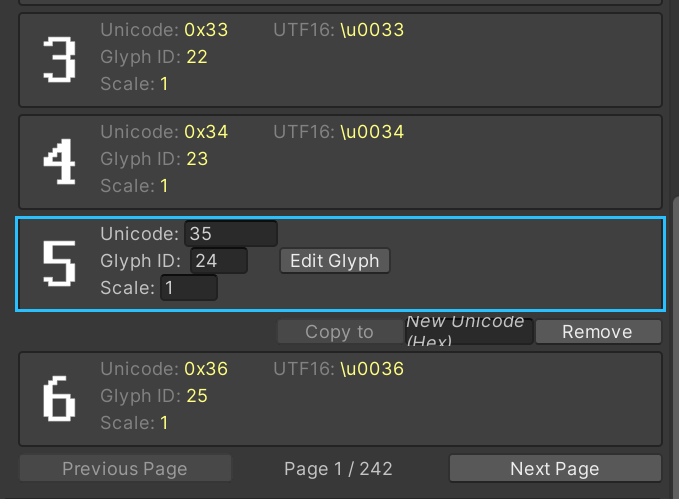 3
Unicode: 0x33 UTF16: \u0033
Glyph ID: 22
Scale: 1
4
Unicode: 0x34 UTF16: \u0034
Glyph ID: 23
Scale: 1
5
Unicode: 35
Glyph ID: 24 Edit Glyph
Scale: 1
Copy to New Unicode (Hex) Remove
6
Unicode: 0x36 UTF16: \u0036
Glyph ID: 25
Scale: 1
Previous Page Page 1 / 242 Next Page